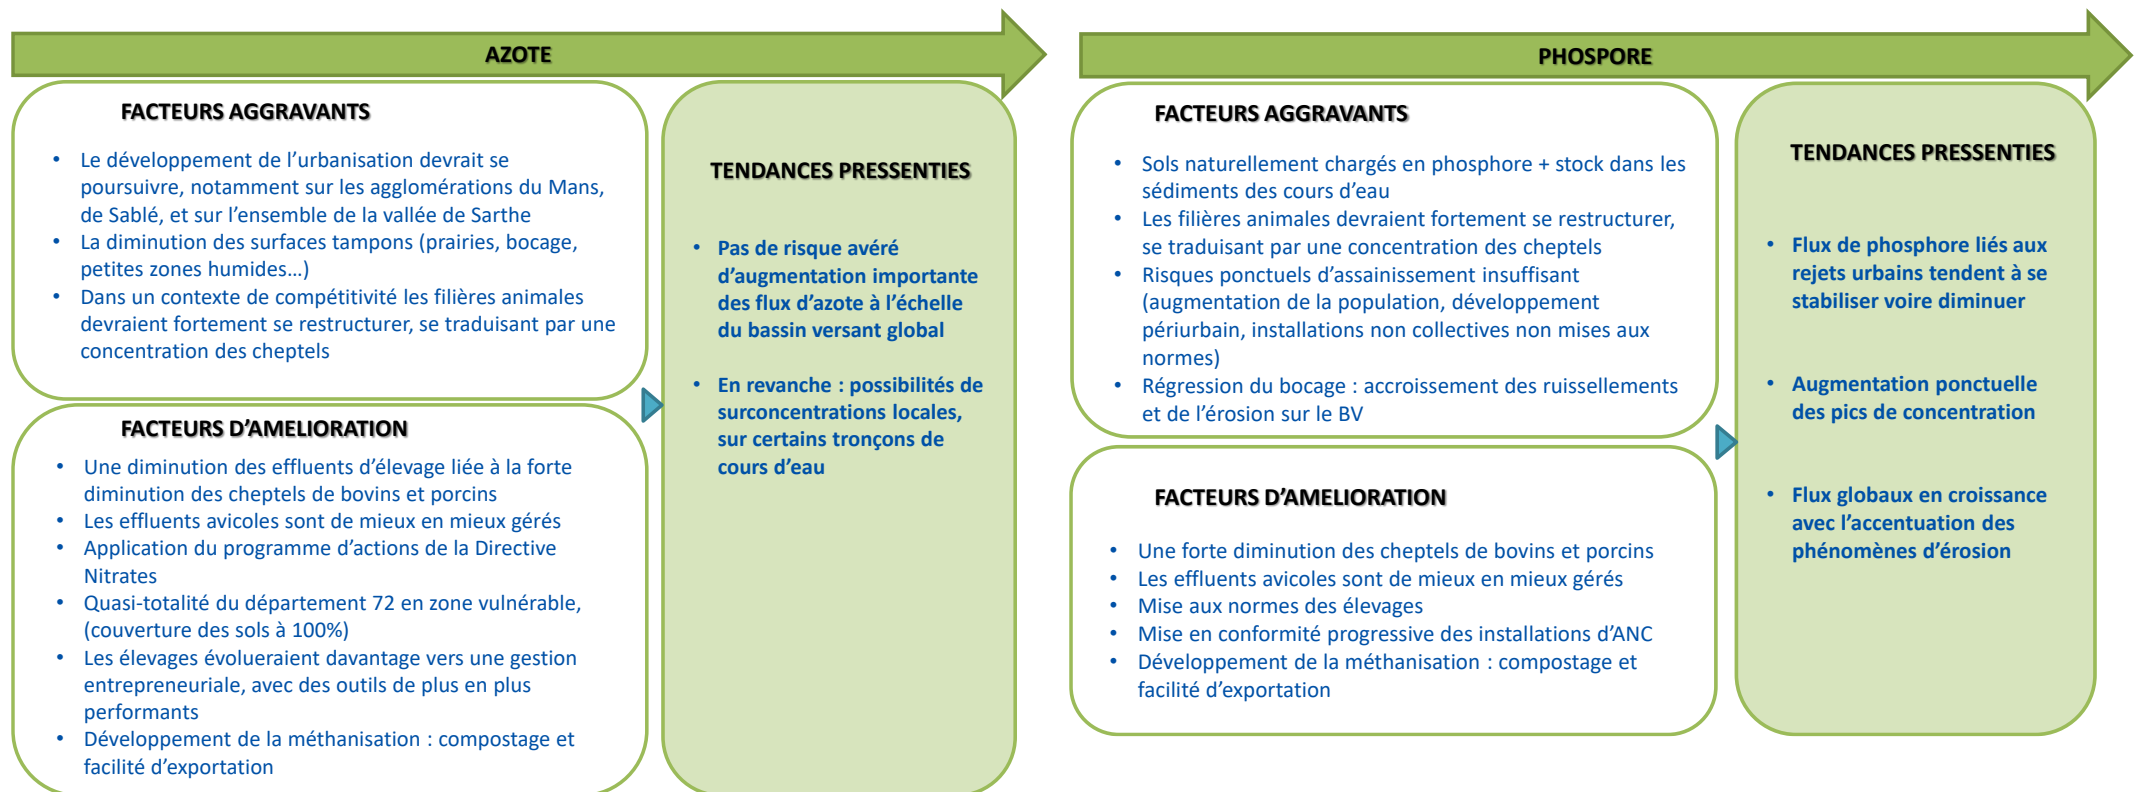 AZOTE
FACTEURS AGGRAVANTS
• Le développement de l’urbanisation devrait se
poursuivre, notamment sur les agglomérations du Mans,
de Sablé, et sur l’ensemble de la vallée de Sarthe
• La diminution des surfaces tampons (prairies, bocage,
petites zones humides…)
• Dans un contexte de compétitivité les filières animales
devraient fortement se restructurer, se traduisant par une
concentration des cheptels
FACTEURS D’AMELIORATION
• Une diminution des effluents d’élevage liée à la forte
diminution des cheptels de bovins et porcins
• Les effluents avicoles sont de mieux en mieux gérés
• Application du programme d’actions de la Directive
Nitrates
• Quasi-totalité du département 72 en zone vulnérable,
(couverture des sols à 100%)
• Les élevages évolueraient davantage vers une gestion
entrepreneuriale, avec des outils de plus en plus
performants
• Développement de la méthanisation : compostage et
facilité d’exportation
TENDANCES PRESSENTIES
• Pas de risque avéré
d’augmentation importante
des flux d’azote à l’échelle
du bassin versant global
• En revanche : possibilités de
surconcentrations locales,
sur certains tronçons de
cours d’eau
PHOSPORE
FACTEURS AGGRAVANTS
• Sols naturellement chargés en phosphore + stock dans les
sédiments des cours d’eau
• Les filières animales devraient fortement se restructurer,
se traduisant par une concentration des cheptels
• Risques ponctuels d’assainissement insuffisant
(augmentation de la population, développement
périurbain, installations non collectives non mises aux
normes)
• Régression du bocage : accroissement des ruissellements
et de l’érosion sur le BV
FACTEURS D’AMELIORATION
• Une forte diminution des cheptels de bovins et porcins
• Les effluents avicoles sont de mieux en mieux gérés
• Mise aux normes des élevages
• Mise en conformité progressive des installations d’ANC
• Développement de la méthanisation : compostage et
facilité d’exportation
TENDANCES PRESSENTIES
• Flux de phosphore liés aux
rejets urbains tendent à se
stabiliser voire diminuer
• Augmentation ponctuelle
des pics de concentration
• Flux globaux en croissance
avec l’accentuation des
phénomènes d’érosion